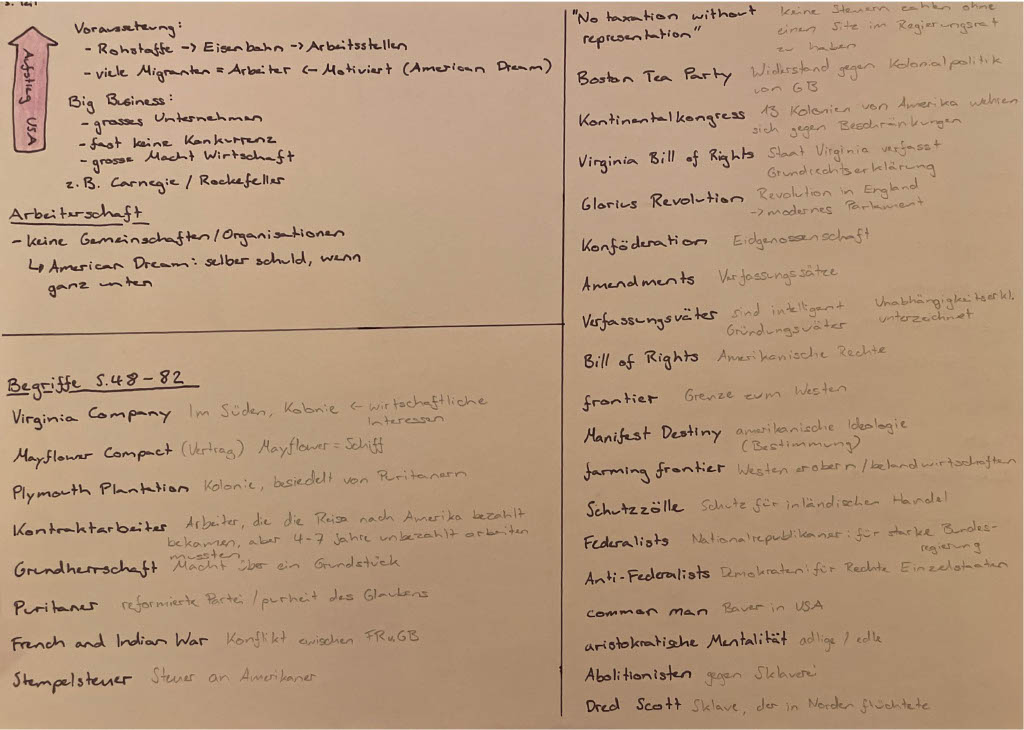 3. Teil
Aufstieg USA
Voraussetzung:
- Rohstoffe -> Eisenbahn -> Arbeitsstellen
- viele Migranten = Arbeiter <- Motiviert (American Dream)
Big Business:
- grosses Unternehmen
- fast keine Konkurrenz
- grosse Macht Wirtschaft
z.B. Carnegie / Rockefeller
Arbeiterschaft
- keine Gemeinschaften/Organisationen
↳ American Dream: selber schuld, wenn
ganz unten
Begriffe S.48-82
Virginia Company Im Süden, Kolonie <- wirtschaftliche
Interessen
Mayflower Compact (Vertrag) Mayflower = Schiff
Plymouth Plantation Kolonie, besiedelt von Puritanern
Kontraktarbeiter Arbeiter, die die Reise nach Amerika bezahlt
bekamen, aber 4-7 Jahre unbezahlt arbeiten
mussten
Grundherrschaft Macht über ein Grundstück
Puritaner reformierte Partei / purheit des Glaubens
French and Indian War Konflikt zwischen FR u GB
Stempelsteuer Steuer an Amerikaner
"No taxation without keine Steuern zahlen ohne
representation" einen Sitz im Regierungsrat
zu haben
Boston Tea Party Widerstand gegen Kolonialpolitik
von GB
Kontinentalkongress 13 Kolonien von Amerika wehren
sich gegen Beschränkungen
Virginia Bill of Rights Staat Virginia verfasst
Grundrechtserklärung
Glorius Revolution Revolution in England
-> modernes Parlament
Konföderation Eidgenossenschaft
Amendments Verfassungssätze
Verfassungsväter sind intelligent Unabhängigkeitserkl.
Gründungsväter unterzeichnet
Bill of Rights Amerikanische Rechte
frontier Grenze zum Westen
Manifest Destiny amerikanische Ideologie
(Bestimmung)
farming frontier Westen erobern / belandwirtschaften
Schutzzölle Schutz für inländischen Handel
Federalists Nationalrepublikaner: für starke Bundes-
regierung
Anti-Federalists Demokraten: für Rechte Einzelstaaten
common man Bauer in USA
aristokratische Mentalität adlige / edle
Abolitionisten gegen Sklaverei
Dred Scott Sklave, der in Norden flüchtete